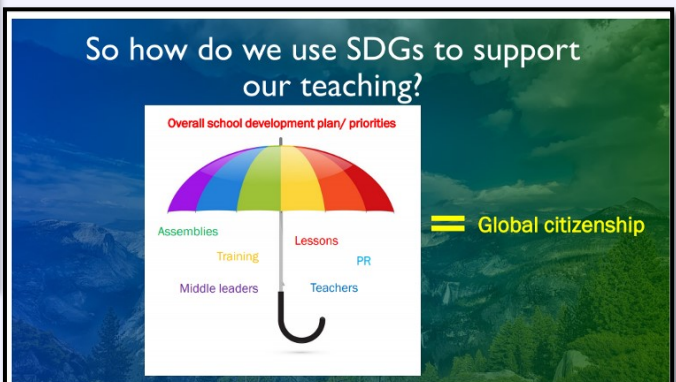 So how do we use SDGs to support
our teaching?
Overall school development plan/ priorities
Assemblies
Lessons
Training
PR
Middle leaders
Teachers
= Global citizenship